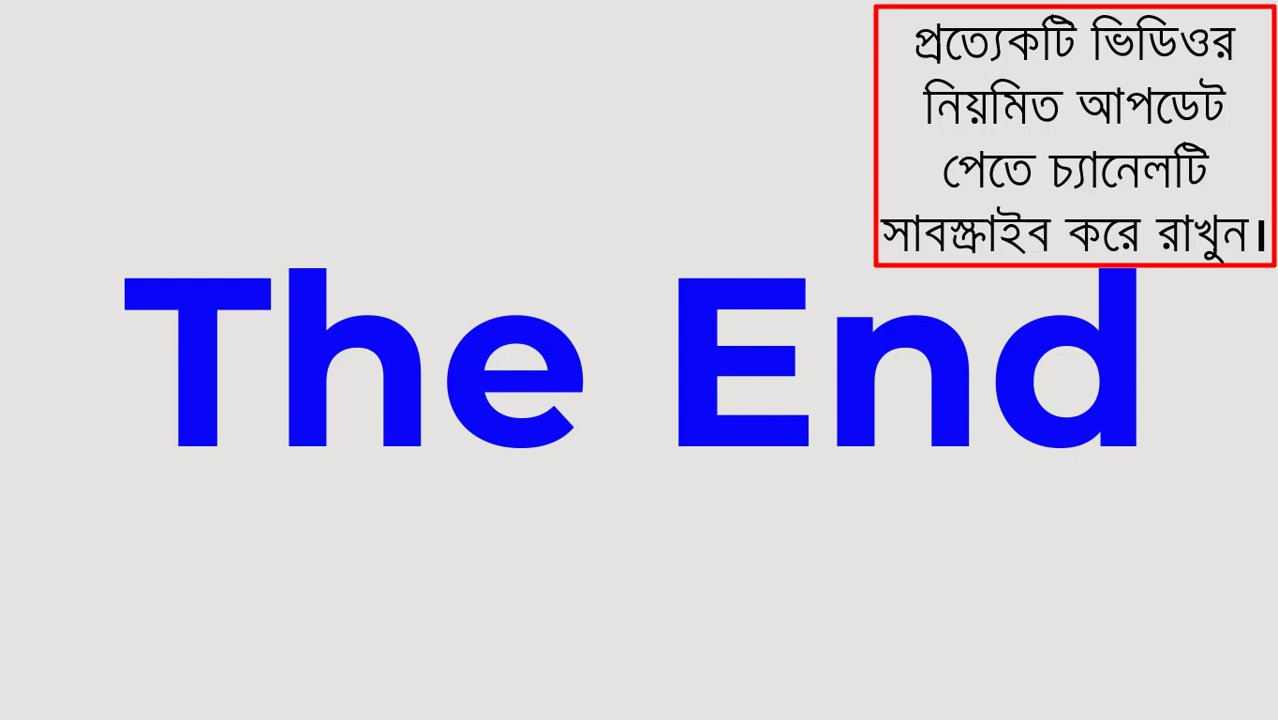 প্রত্যেকটি ভিডিওর
নিয়মিত আপডেট
পেতে চ্যানেলটি
সাবস্ক্রাইব করে রাখুন।
The End